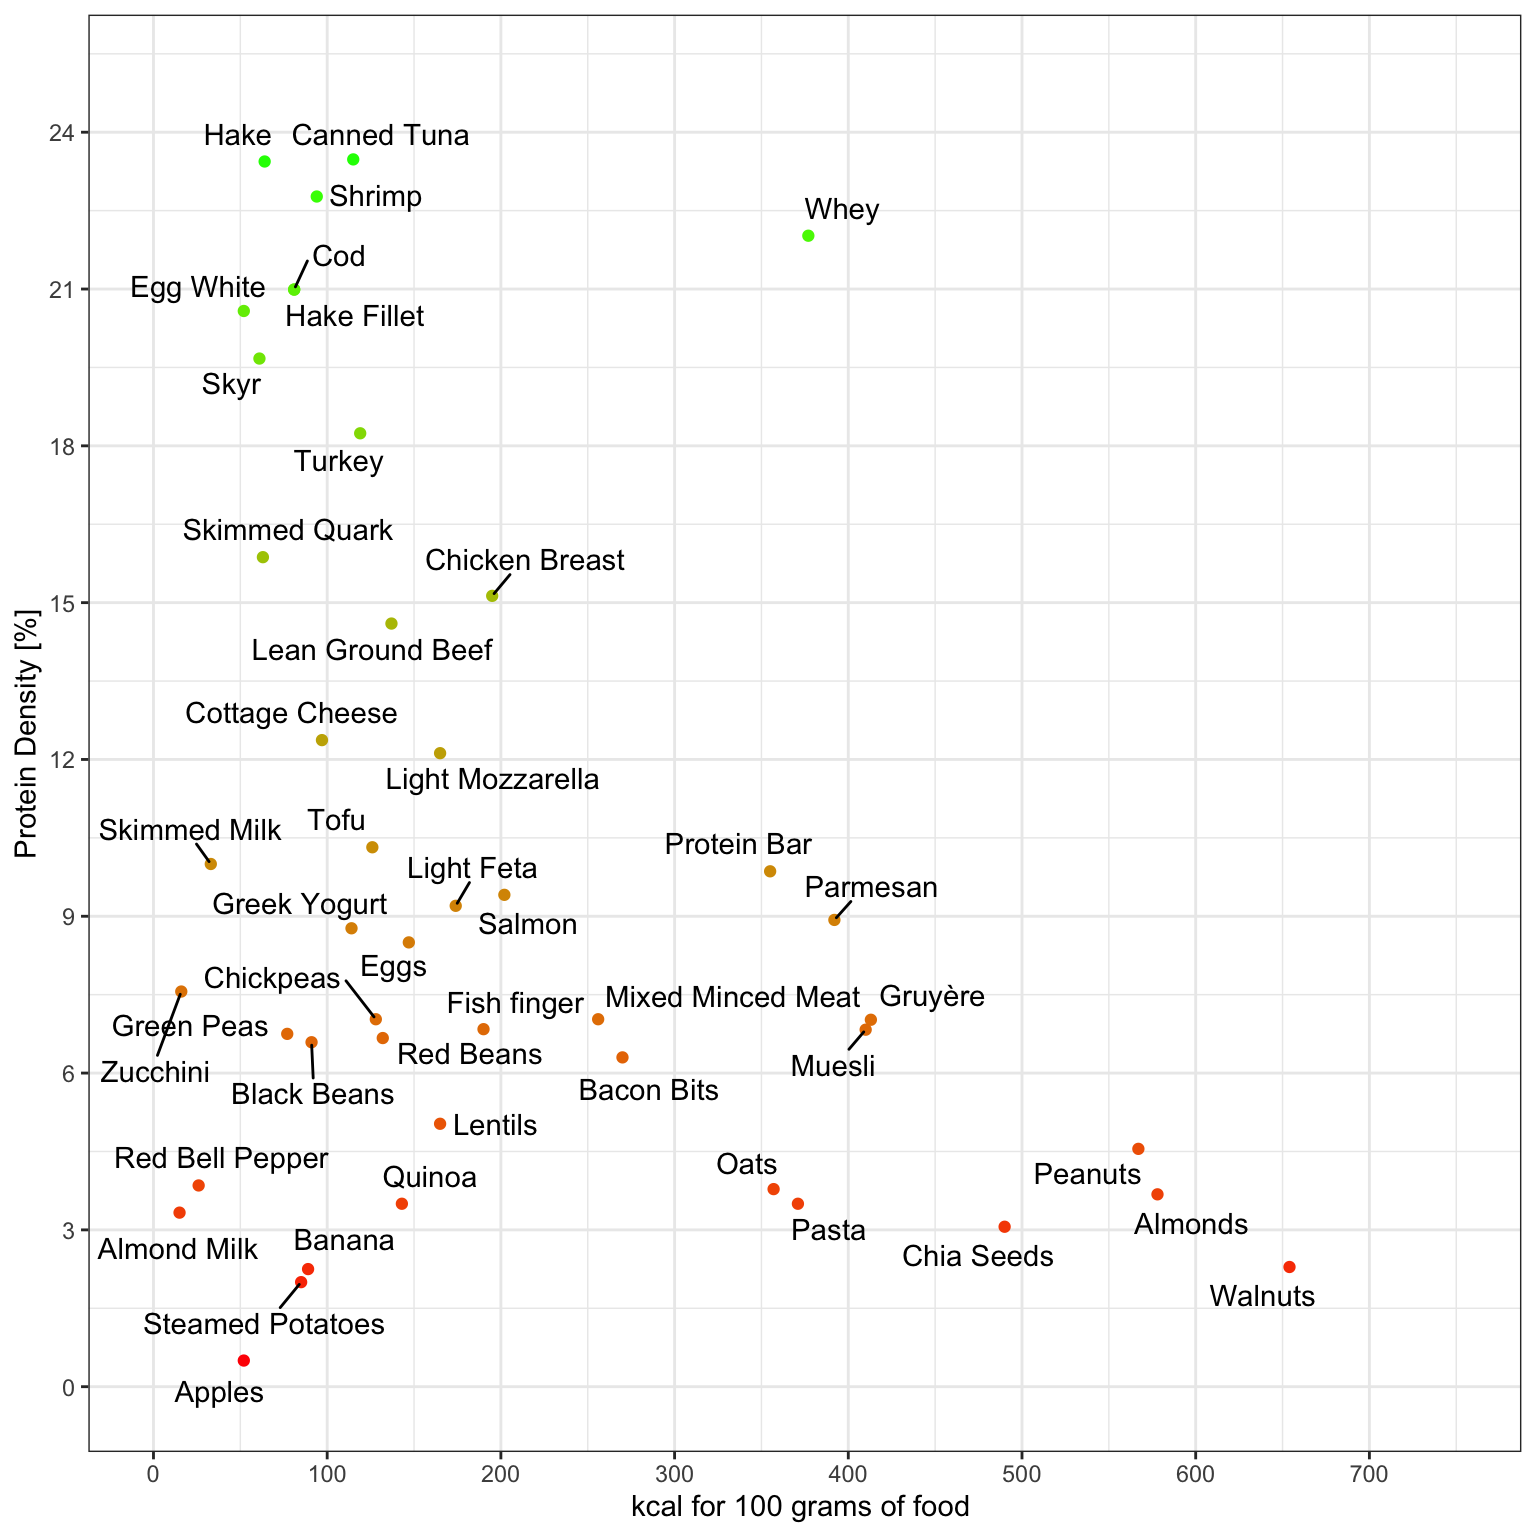 24
Hake
Canned Tuna
Shrimp
Whey
Cod
21
Egg White
Hake Fillet
Skyr
18
Turkey
Skimmed Quark
Chicken Breast
15
Lean Ground Beef
Cottage Cheese
12
Light Mozzarella
Tofu
Skimmed Milk
Protein Bar
Light Feta
Parmesan
Greek Yogurt
9
Salmon
Eggs
Chickpeas
Fish finger
Mixed Minced Meat
Gruyère
Green Peas
Red Beans
Muesli
Zucchini
6
Black Beans
Bacon Bits
Lentils
Red Bell Pepper
Oats
Peanuts
Quinoa
3
Pasta
Almonds
Almond Milk
Banana
Chia Seeds
Walnuts
Steamed Potatoes
0
Apples
Protein Density [%]
0 100 200 300 400 500 600 700
kcal for 100 grams of food